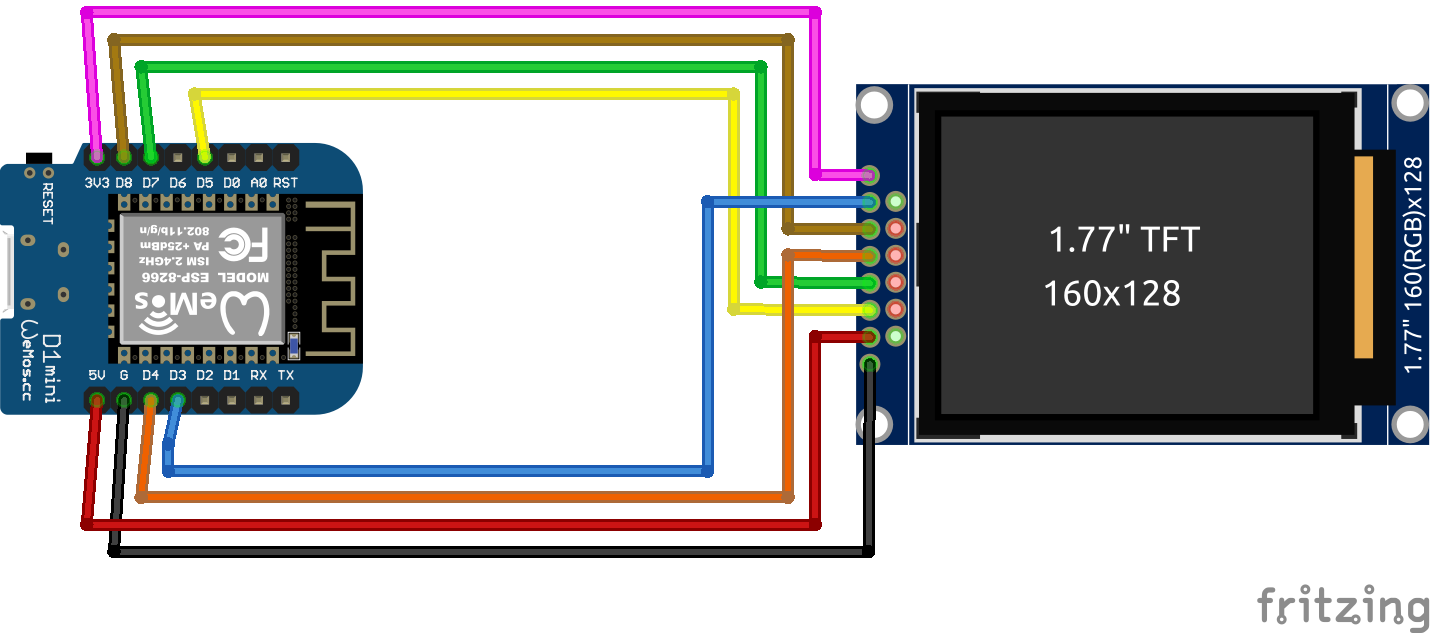 3V3 D8 D7 D6 D5 D0 A0 RST
RESET
802.11b/g/n
PA +25dBm
ISM 2.4GHz
FC
MODEL ESP-8266
WeMos
D1mini
WeMos.cc
5V G D4 D3 D2 D1 RX TX
1.77" TFT
160x128
1.77" 160(RGB)x128
fritzing